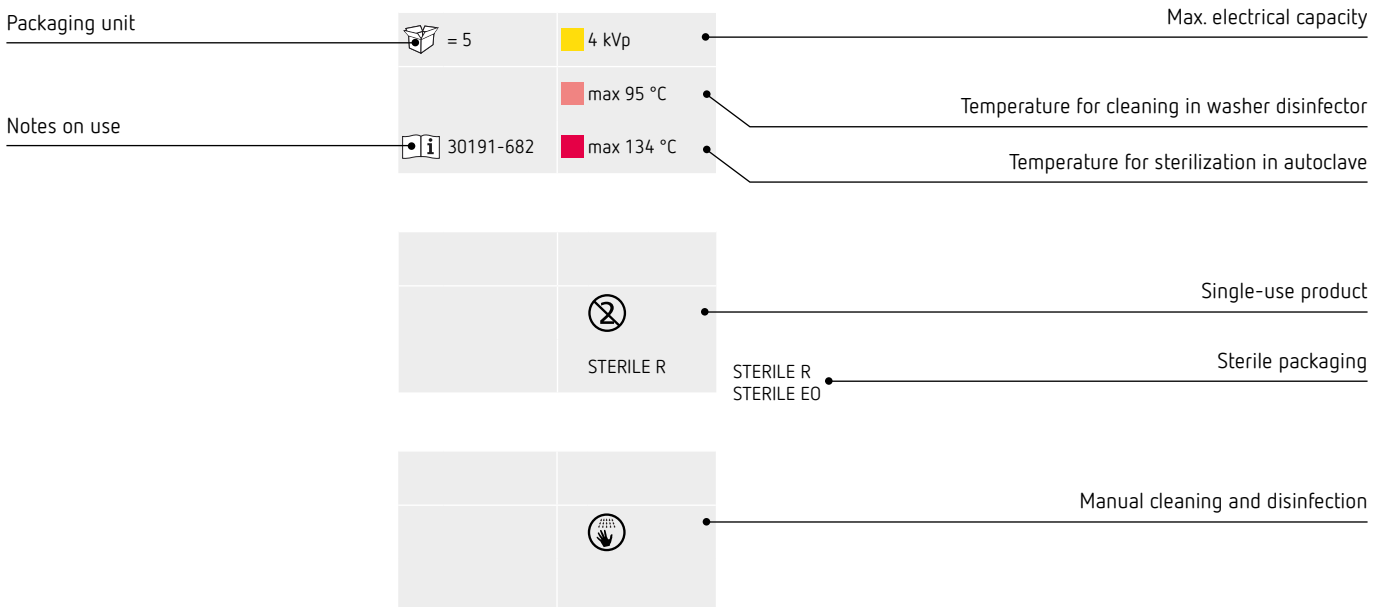 Packaging unit
= 5
4 kVp
Max. electrical capacity
max 95 °C
Temperature for cleaning in washer disinfector
Notes on use
i 30191-682
max 134 °C
Temperature for sterilization in autoclave
2
Single-use product
STERILE R
STERILE R
STERILE EO
Sterile packaging
Manual cleaning and disinfection